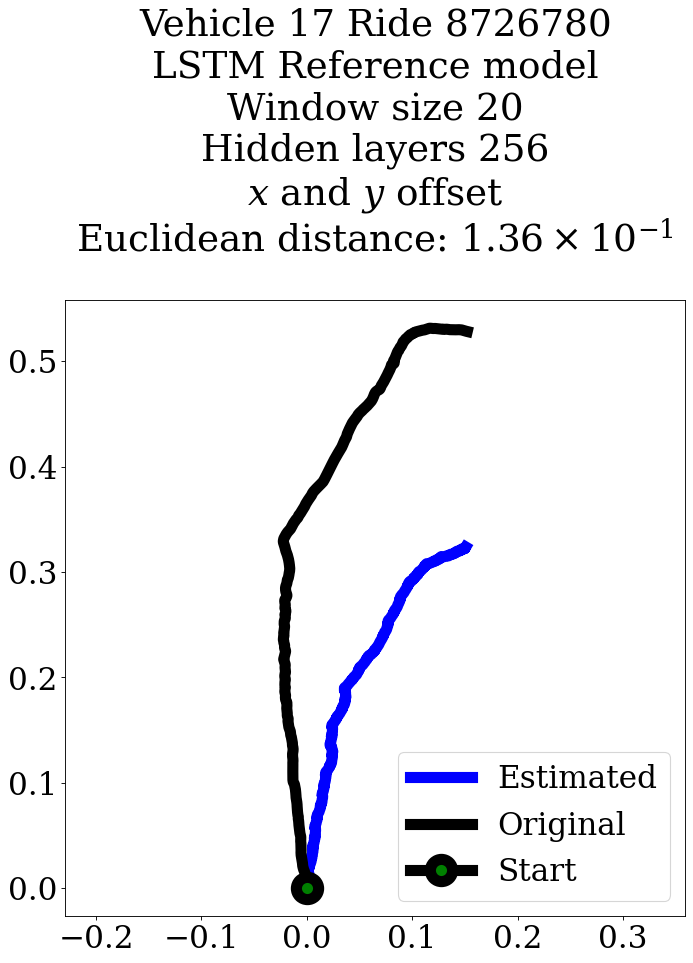 Vehicle 17 Ride 8726780
LSTM Reference model
Window size 20
Hidden layers 256
x and y offset
Euclidean distance: 1.36 × 10⁻¹
0.5
0.4
0.3
0.2
0.1
0.0
Estimated
Original
Start
−0.2 −0.1 0.0 0.1 0.2 0.3